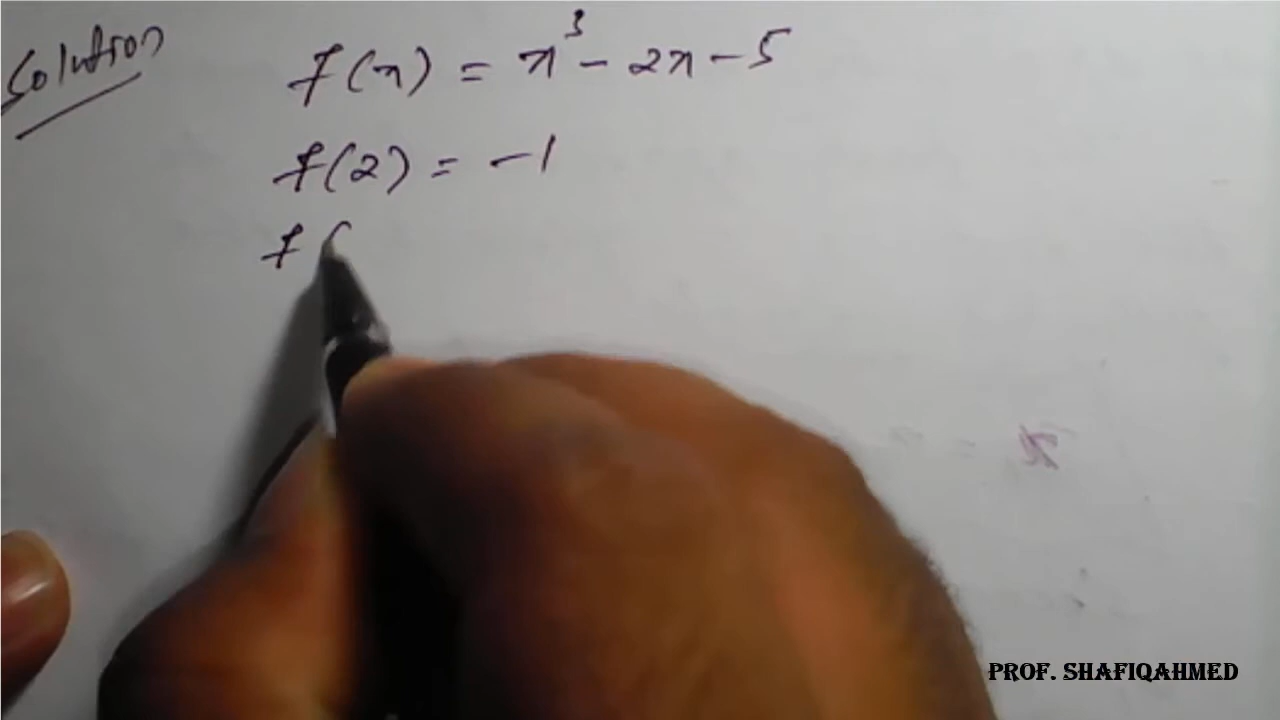 Solution
f(x) = x³ - 2x - 5
f(2) = -1
f(
PROF. SHAFIQAHMED